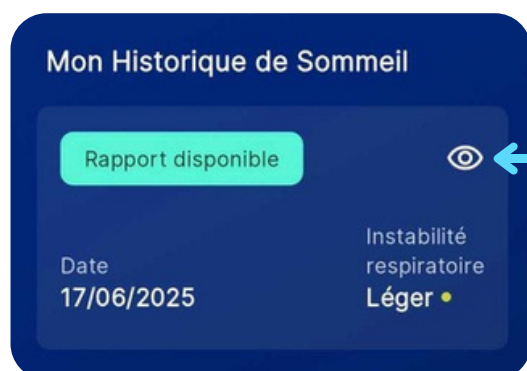 Mon Historique de Sommeil
Rapport disponible
Date
17/06/2025
Instabilité
respiratoire
Léger